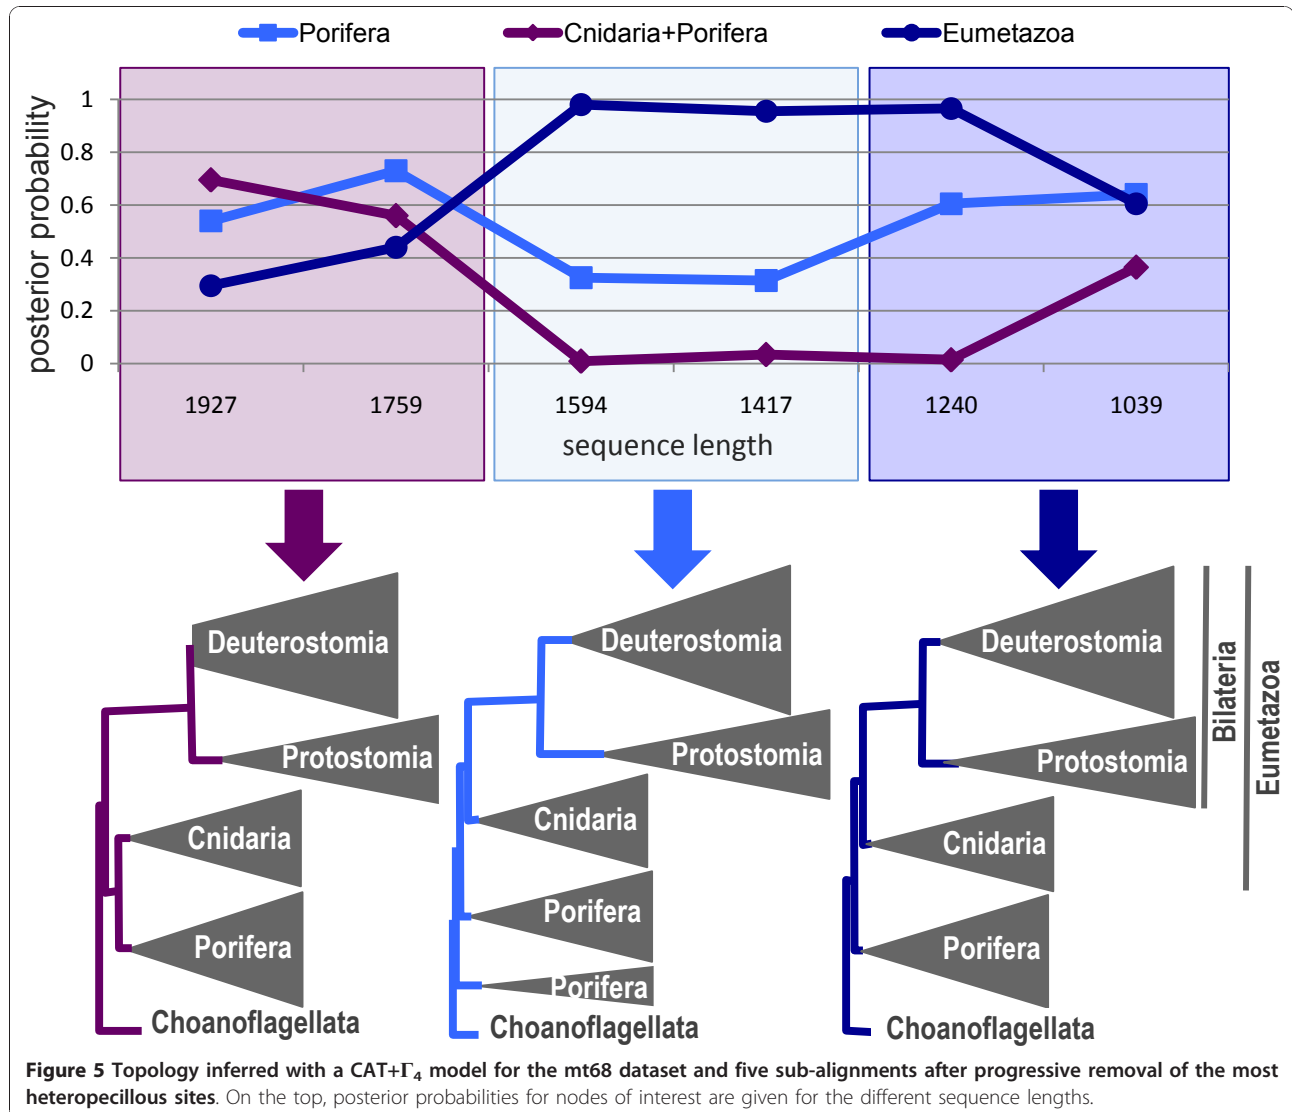 Porifera
Cnidaria+Porifera
Eumetazoa
posterior probability
1
0.8
0.6
0.4
0.2
0
1927
1759
1594
1417
1240
1039
sequence length
Deuterostomia
Protostomia
Cnidaria
Porifera
Choanoflagellata
Deuterostomia
Protostomia
Cnidaria
Porifera
Porifera
Choanoflagellata
Deuterostomia
Protostomia
Cnidaria
Porifera
Choanoflagellata
Bilateria
Eumetazoa
Figure 5 Topology inferred with a CAT+Γ4 model for the mt68 dataset and five sub-alignments after progressive removal of the most
heteropecillous sites. On the top, posterior probabilities for nodes of interest are given for the different sequence lengths.